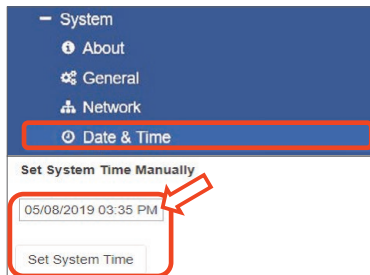 System
About
General
Network
Date & Time
Set System Time Manually
05/08/2019 03:35 PM
Set System Time